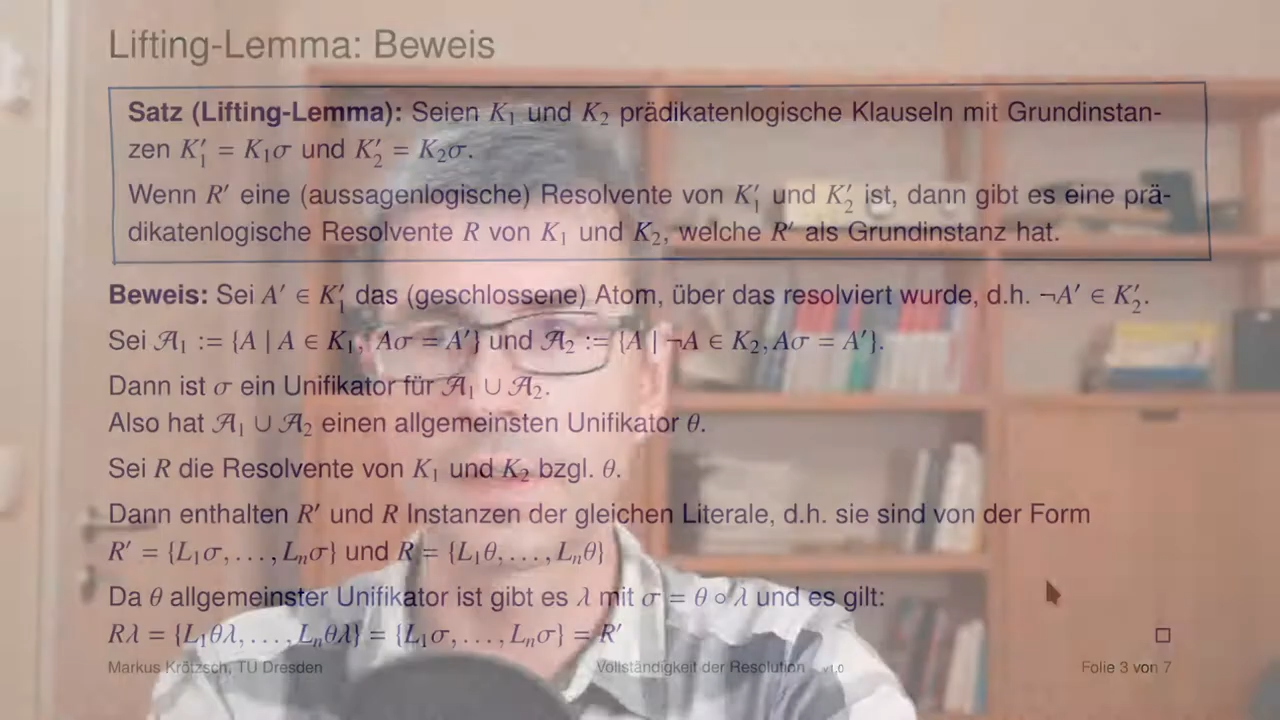 Lifting-Lemma: Beweis
Satz (Lifting-Lemma): Seien K₁ und K₂ prädikatenlogische Klauseln mit Grundinstan-
zen K′₁ = K₁σ und K′₂ = K₂σ.
Wenn R′ eine (aussagenlogische) Resolvente von K′₁ und K′₂ ist, dann gibt es eine prä-
dikatenlogische Resolvente R von K₁ und K₂, welche R′ als Grundinstanz hat.
Beweis: Sei A′ ∈ K′₁ das (geschlossene) Atom, über das resolviert wurde, d.h. ¬A′ ∈ K′₂.
Sei 𝒜₁ := {A | A ∈ K₁, Aσ = A′} und 𝒜₂ := {A | ¬A ∈ K₂, Aσ = A′}.
Dann ist σ ein Unifikator für 𝒜₁ ∪ 𝒜₂.
Also hat 𝒜₁ ∪ 𝒜₂ einen allgemeinsten Unifikator θ.
Sei R die Resolvente von K₁ und K₂ bzgl. θ.
Dann enthalten R′ und R Instanzen der gleichen Literale, d.h. sie sind von der Form
R′ = {L₁σ, . . . , Lₙσ} und R = {L₁θ, . . . , Lₙθ}
Da θ allgemeinster Unifikator ist gibt es λ mit σ = θ ∘ λ und es gilt:
Rλ = {L₁θλ, . . . , Lₙθλ} = {L₁σ, . . . , Lₙσ} = R′ □
Markus Krötzsch, TU Dresden Vollständigkeit der Resolution v1.0 Folie 3 von 7